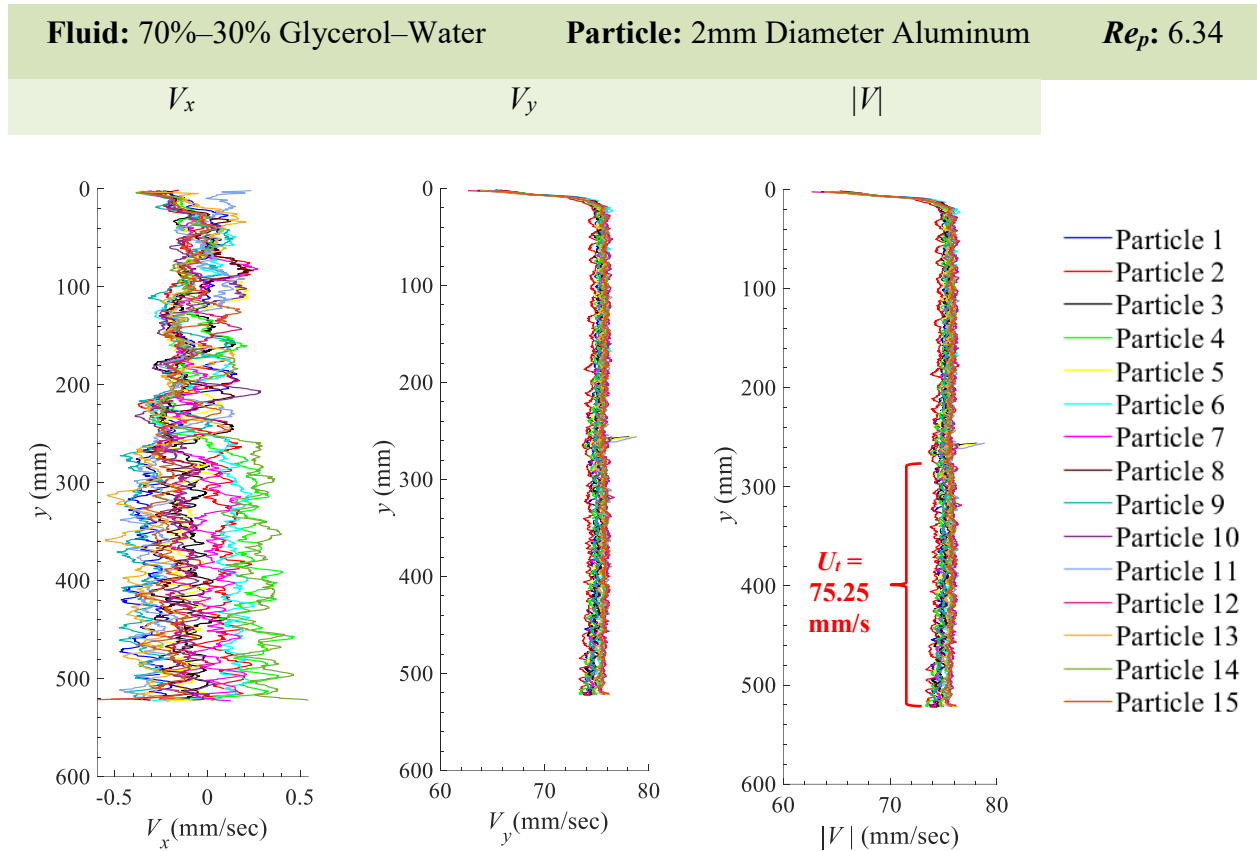 Fluid: 70%–30% Glycerol–Water Particle: 2mm Diameter Aluminum Rep: 6.34
Vx Vy |V|
0
100
200
300
400
500
600
y (mm)
-0.5 0 0.5
Vx(mm/sec)
0
100
200
300
400
500
600
y (mm)
60 70 80
Vy(mm/sec)
0
100
200
300
400
500
600
y (mm)
Ut =
75.25
mm/s
60 70 80
|V| (mm/sec)
Particle 1
Particle 2
Particle 3
Particle 4
Particle 5
Particle 6
Particle 7
Particle 8
Particle 9
Particle 10
Particle 11
Particle 12
Particle 13
Particle 14
Particle 15